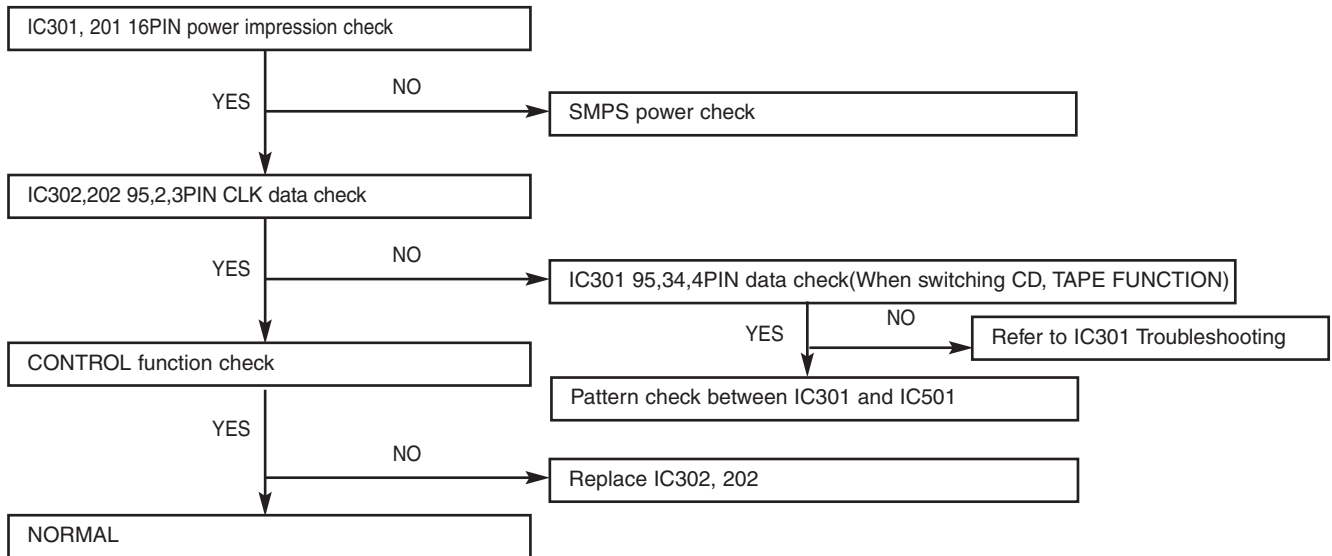 IC301, 201 16PIN power impression check
YES
NO
SMPS power check
IC302,202 95,2,3PIN CLK data check
YES
NO
IC301 95,34,4PIN data check(When switching CD, TAPE FUNCTION)
YES
NO
Refer to IC301 Troubleshooting
CONTROL function check
Pattern check between IC301 and IC501
YES
NO
Replace IC302, 202
NORMAL